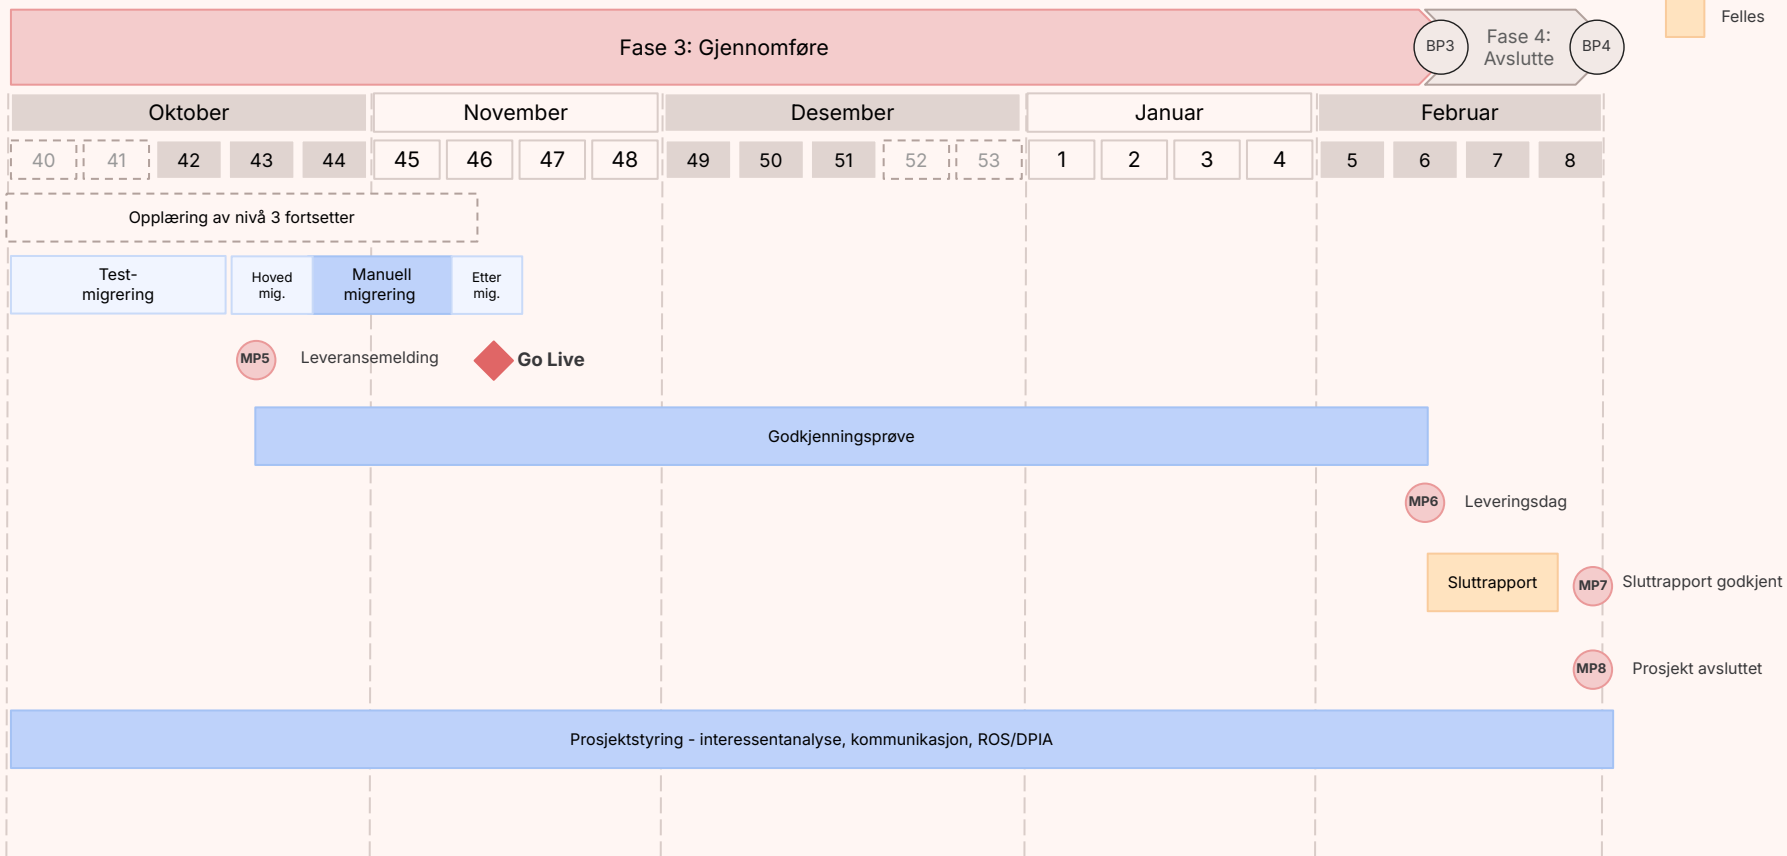 Felles
Fase 3: Gjennomføre
BP3
Fase 4:
Avslutte
BP4
Oktober
November
Desember
Januar
Februar
40 41 42 43 44 45 46 47 48 49 50 51 52 53 1 2 3 4 5 6 7 8
Opplæring av nivå 3 fortsetter
Test-
migrering
Hoved
mig.
Manuell
migrering
Etter
mig.
MP5 Leveransemelding
Go Live
Godkjenningsprøve
MP6 Leveringsdag
Sluttrapport
MP7 Sluttrapport godkjent
MP8 Prosjekt avsluttet
Prosjektstyring - interessentanalyse, kommunikasjon, ROS/DPIA